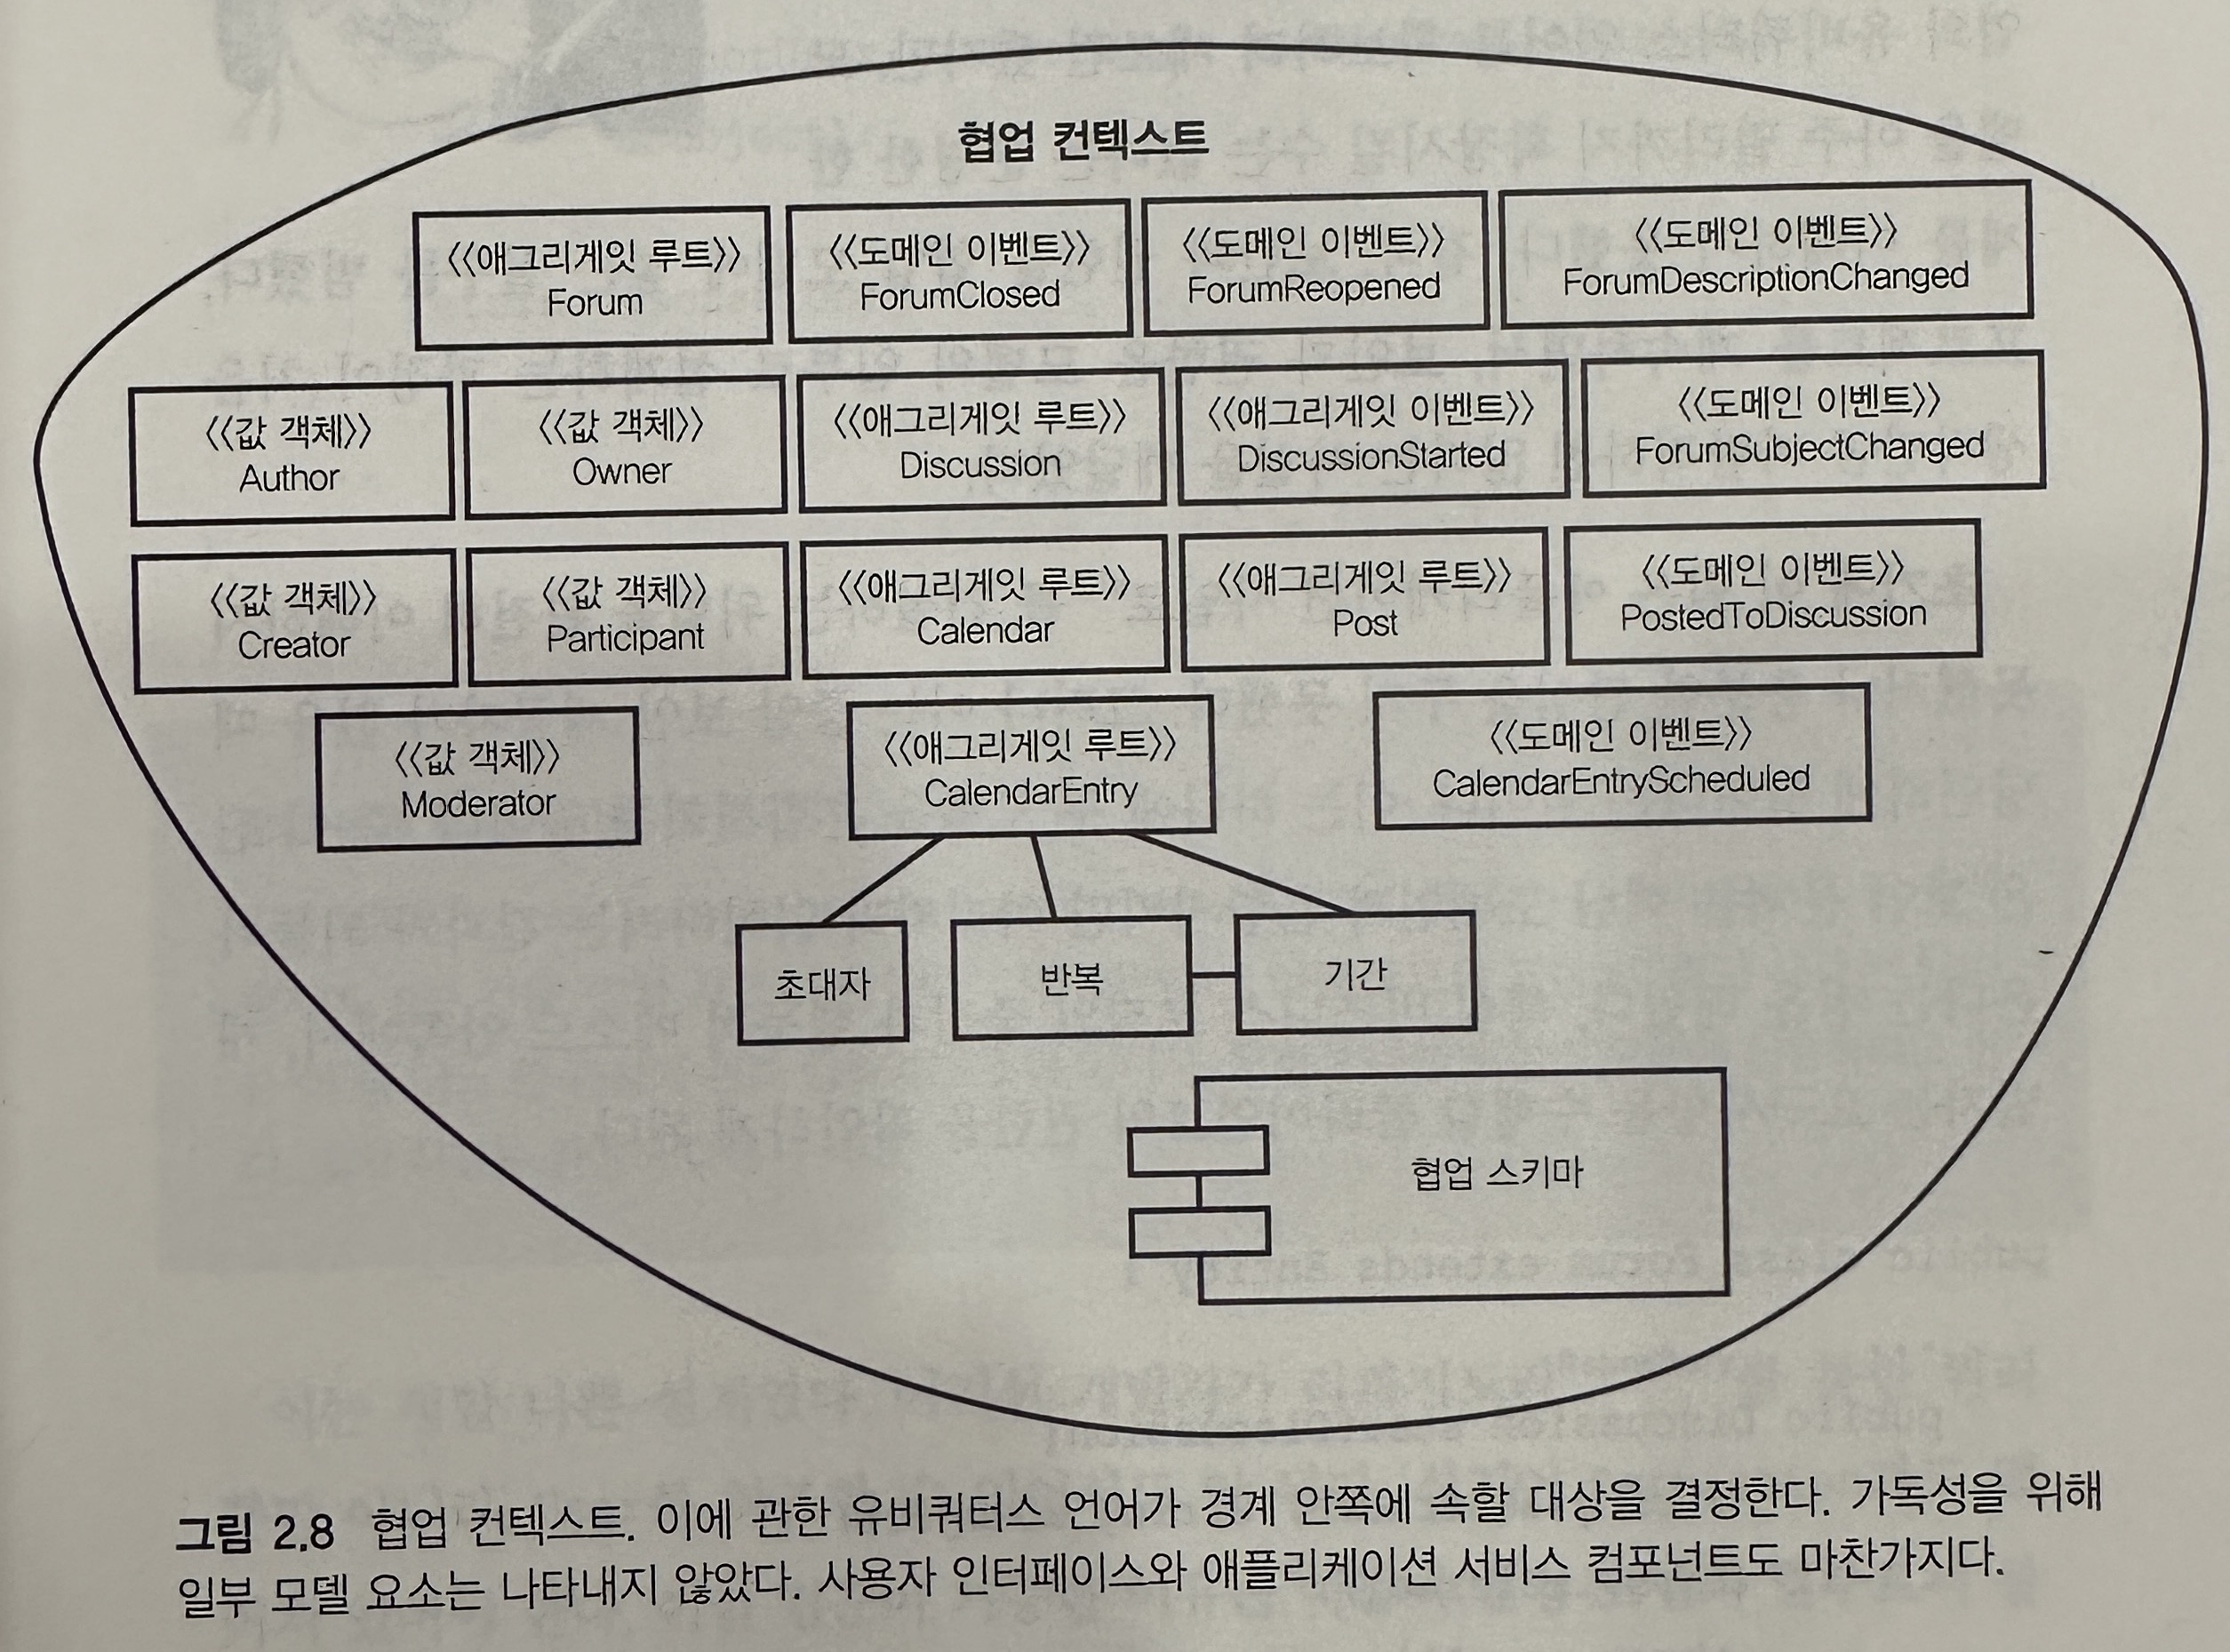 협업 컨텍스트
<<애그리게잇 루트>>
Forum
<<도메인 이벤트>>
ForumClosed
<<도메인 이벤트>>
ForumReopened
<<도메인 이벤트>>
ForumDescriptionChanged
<<값 객체>>
Author
<<값 객체>>
Owner
<<애그리게잇 루트>>
Discussion
<<애그리게잇 이벤트>>
DiscussionStarted
<<도메인 이벤트>>
ForumSubjectChanged
<<값 객체>>
Creator
<<값 객체>>
Participant
<<애그리게잇 루트>>
Calendar
<<애그리게잇 루트>>
Post
<<도메인 이벤트>>
PostedToDiscussion
<<값 객체>>
Moderator
<<애그리게잇 루트>>
CalendarEntry
<<도메인 이벤트>>
CalendarEntryScheduled
초대자
반복
기간
협업 스키마
그림 2.8 협업 컨텍스트. 이에 관한 유비쿼터스 언어가 경계 안쪽에 속할 대상을 결정한다. 가독성을 위해
일부 모델 요소는 나타내지 않았다. 사용자 인터페이스와 애플리케이션 서비스 컴포넌트도 마찬가지다.